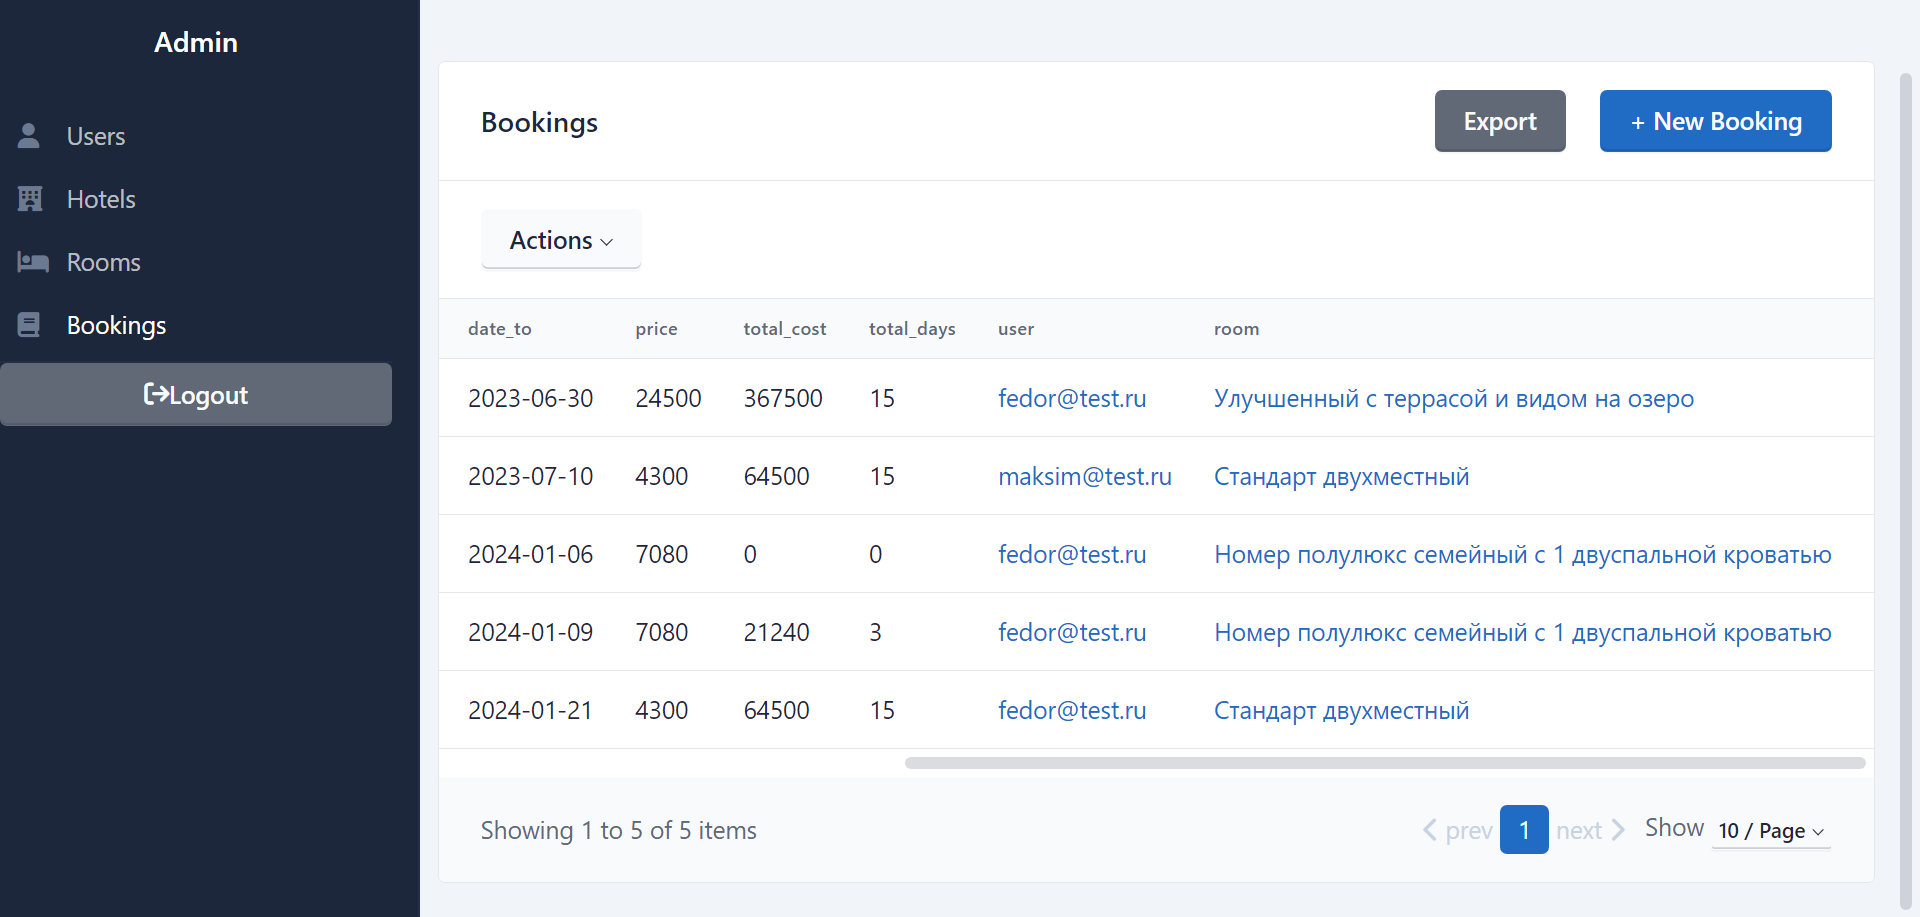 Admin
Users
Hotels
Rooms
Bookings
Logout
Bookings
Export
+ New Booking
Actions
date_to price total_cost total_days user room
2023-06-30 24500 367500 15 fedor@test.ru Улучшенный с террасой и видом на озеро
2023-07-10 4300 64500 15 maksim@test.ru Стандарт двухместный
2024-01-06 7080 0 0 fedor@test.ru Номер полулюкс семейный с 1 двуспальной кроватью
2024-01-09 7080 21240 3 fedor@test.ru Номер полулюкс семейный с 1 двуспальной кроватью
2024-01-21 4300 64500 15 fedor@test.ru Стандарт двухместный
Showing 1 to 5 of 5 items
prev 1 next Show 10 / Page